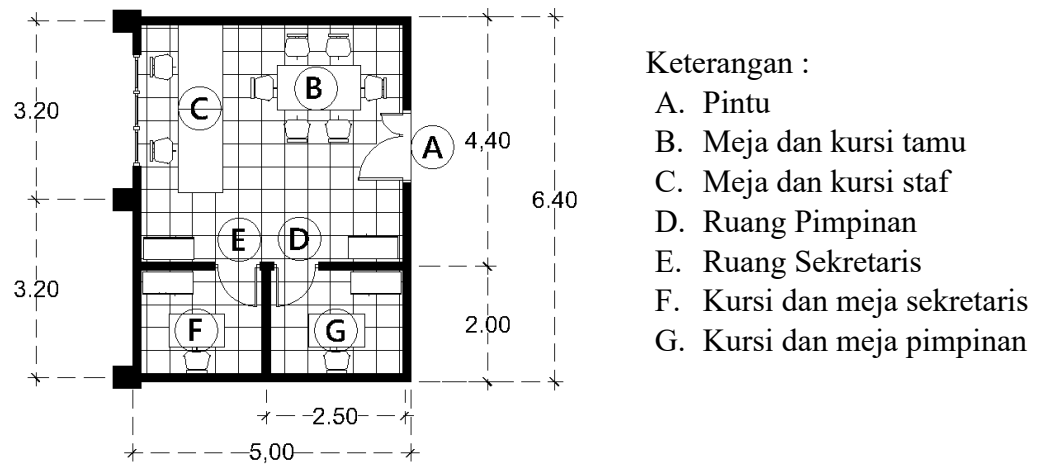 3.20
3.20
A
B
C
D
E
F
G
4,40
2.00
6.40
2.50
5,00
Keterangan :
A. Pintu
B. Meja dan kursi tamu
C. Meja dan kursi staf
D. Ruang Pimpinan
E. Ruang Sekretaris
F. Kursi dan meja sekretaris
G. Kursi dan meja pimpinan